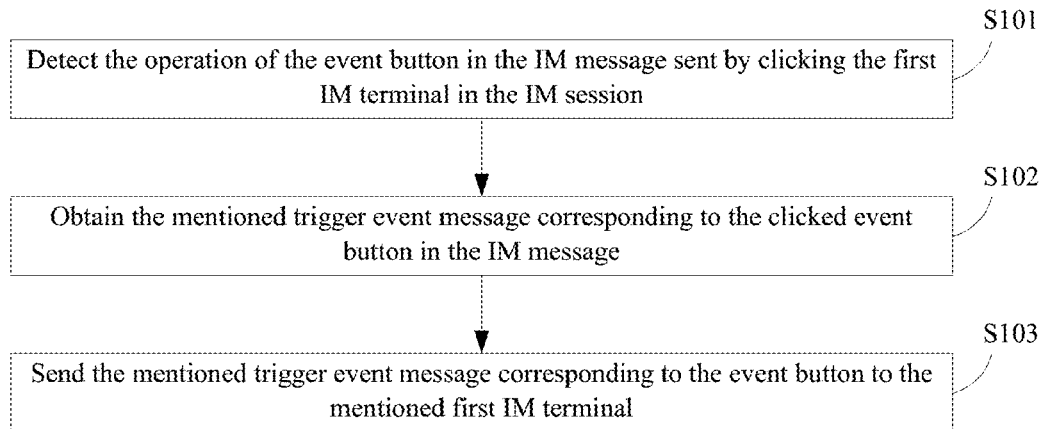 S101
Detect the operation of the event button in the IM message sent by clicking the first
IM terminal in the IM session
S102
Obtain the mentioned trigger event message corresponding to the clicked event
button in the IM message
S103
Send the mentioned trigger event message corresponding to the event button to the
mentioned first IM terminal